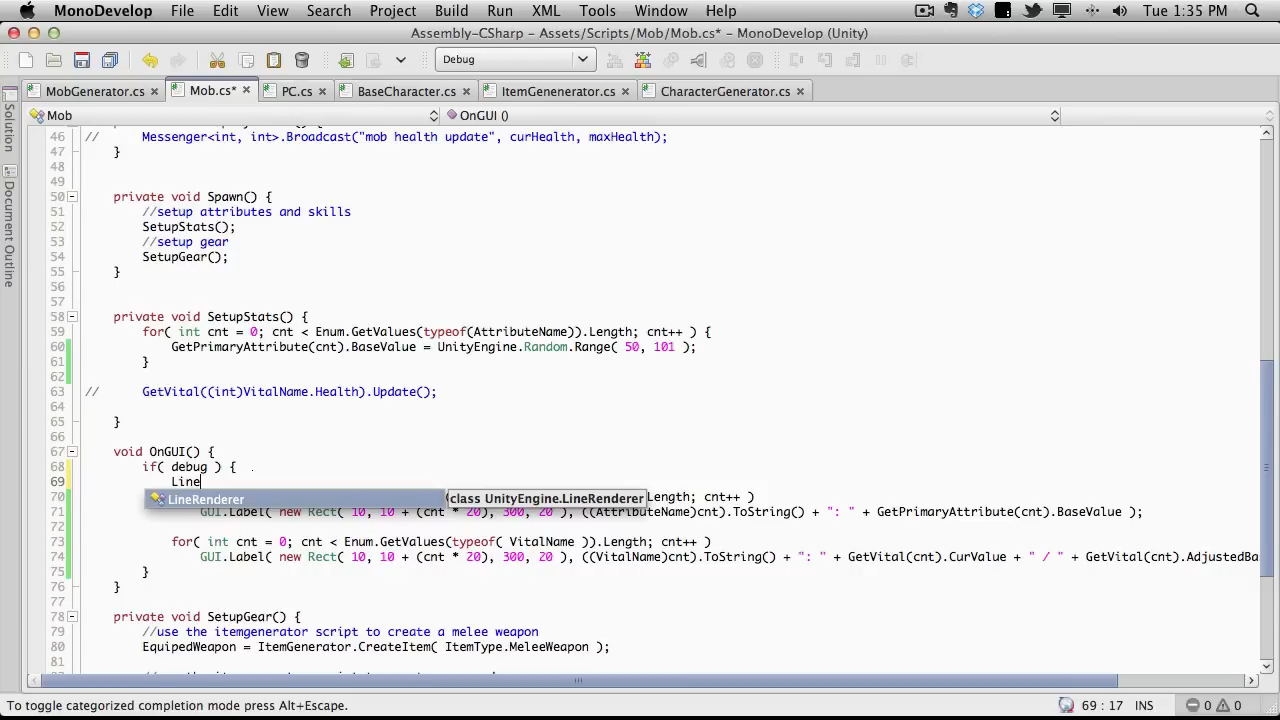 MonoDevelop File Edit View Search Project Build Run XML Tools Window Help Tue 1:35 PM
Assembly-CSharp - Assets/Scripts/Mob/Mob.cs* - MonoDevelop (Unity)
Debug
MobGenerator.cs Mob.cs* PC.cs BaseCharacter.cs ItemGenenerator.cs CharacterGenerator.cs
Mob OnGUI ()
Solution
Document Outline
46 // Messenger<int, int>.Broadcast("mob health update", curHealth, maxHealth);
47 }
48
49
50 private void Spawn() {
51 //setup attributes and skills
52 SetupStats();
53 //setup gear
54 SetupGear();
55 }
56
57
58 private void SetupStats() {
59 for( int cnt = 0; cnt < Enum.GetValues(typeof(AttributeName)).Length; cnt++ ) {
60 GetPrimaryAttribute(cnt).BaseValue = UnityEngine.Random.Range( 50, 101 );
61 }
62
63 // GetVital((int)VitalName.Health).Update();
64
65 }
66
67 void OnGUI() {
68 if( debug ) {
69 Line
LineRenderer (class UnityEngine.LineRenderer
70 Length; cnt++ )
71 GUI.Label( new Rect( 10, 10 + (cnt * 20), 300, 20 ), ((AttributeName)cnt).ToString() + ": " + GetPrimaryAttribute(cnt).BaseValue );
72
73 for( int cnt = 0; cnt < Enum.GetValues(typeof( VitalName )).Length; cnt++ )
74 GUI.Label( new Rect( 10, 10 + (cnt * 20), 300, 20 ), ((VitalName)cnt).ToString() + ": " + GetVital(cnt).CurValue + " / " + GetVital(cnt).AdjustedBa
75 }
76 }
77
78 private void SetupGear() {
79 //use the itemgenerator script to create a melee weapon
80 EquipedWeapon = ItemGenerator.CreateItem( ItemType.MeleeWeapon );
81
To toggle categorized completion mode press Alt+Escape. 69 : 17 INS 0 0